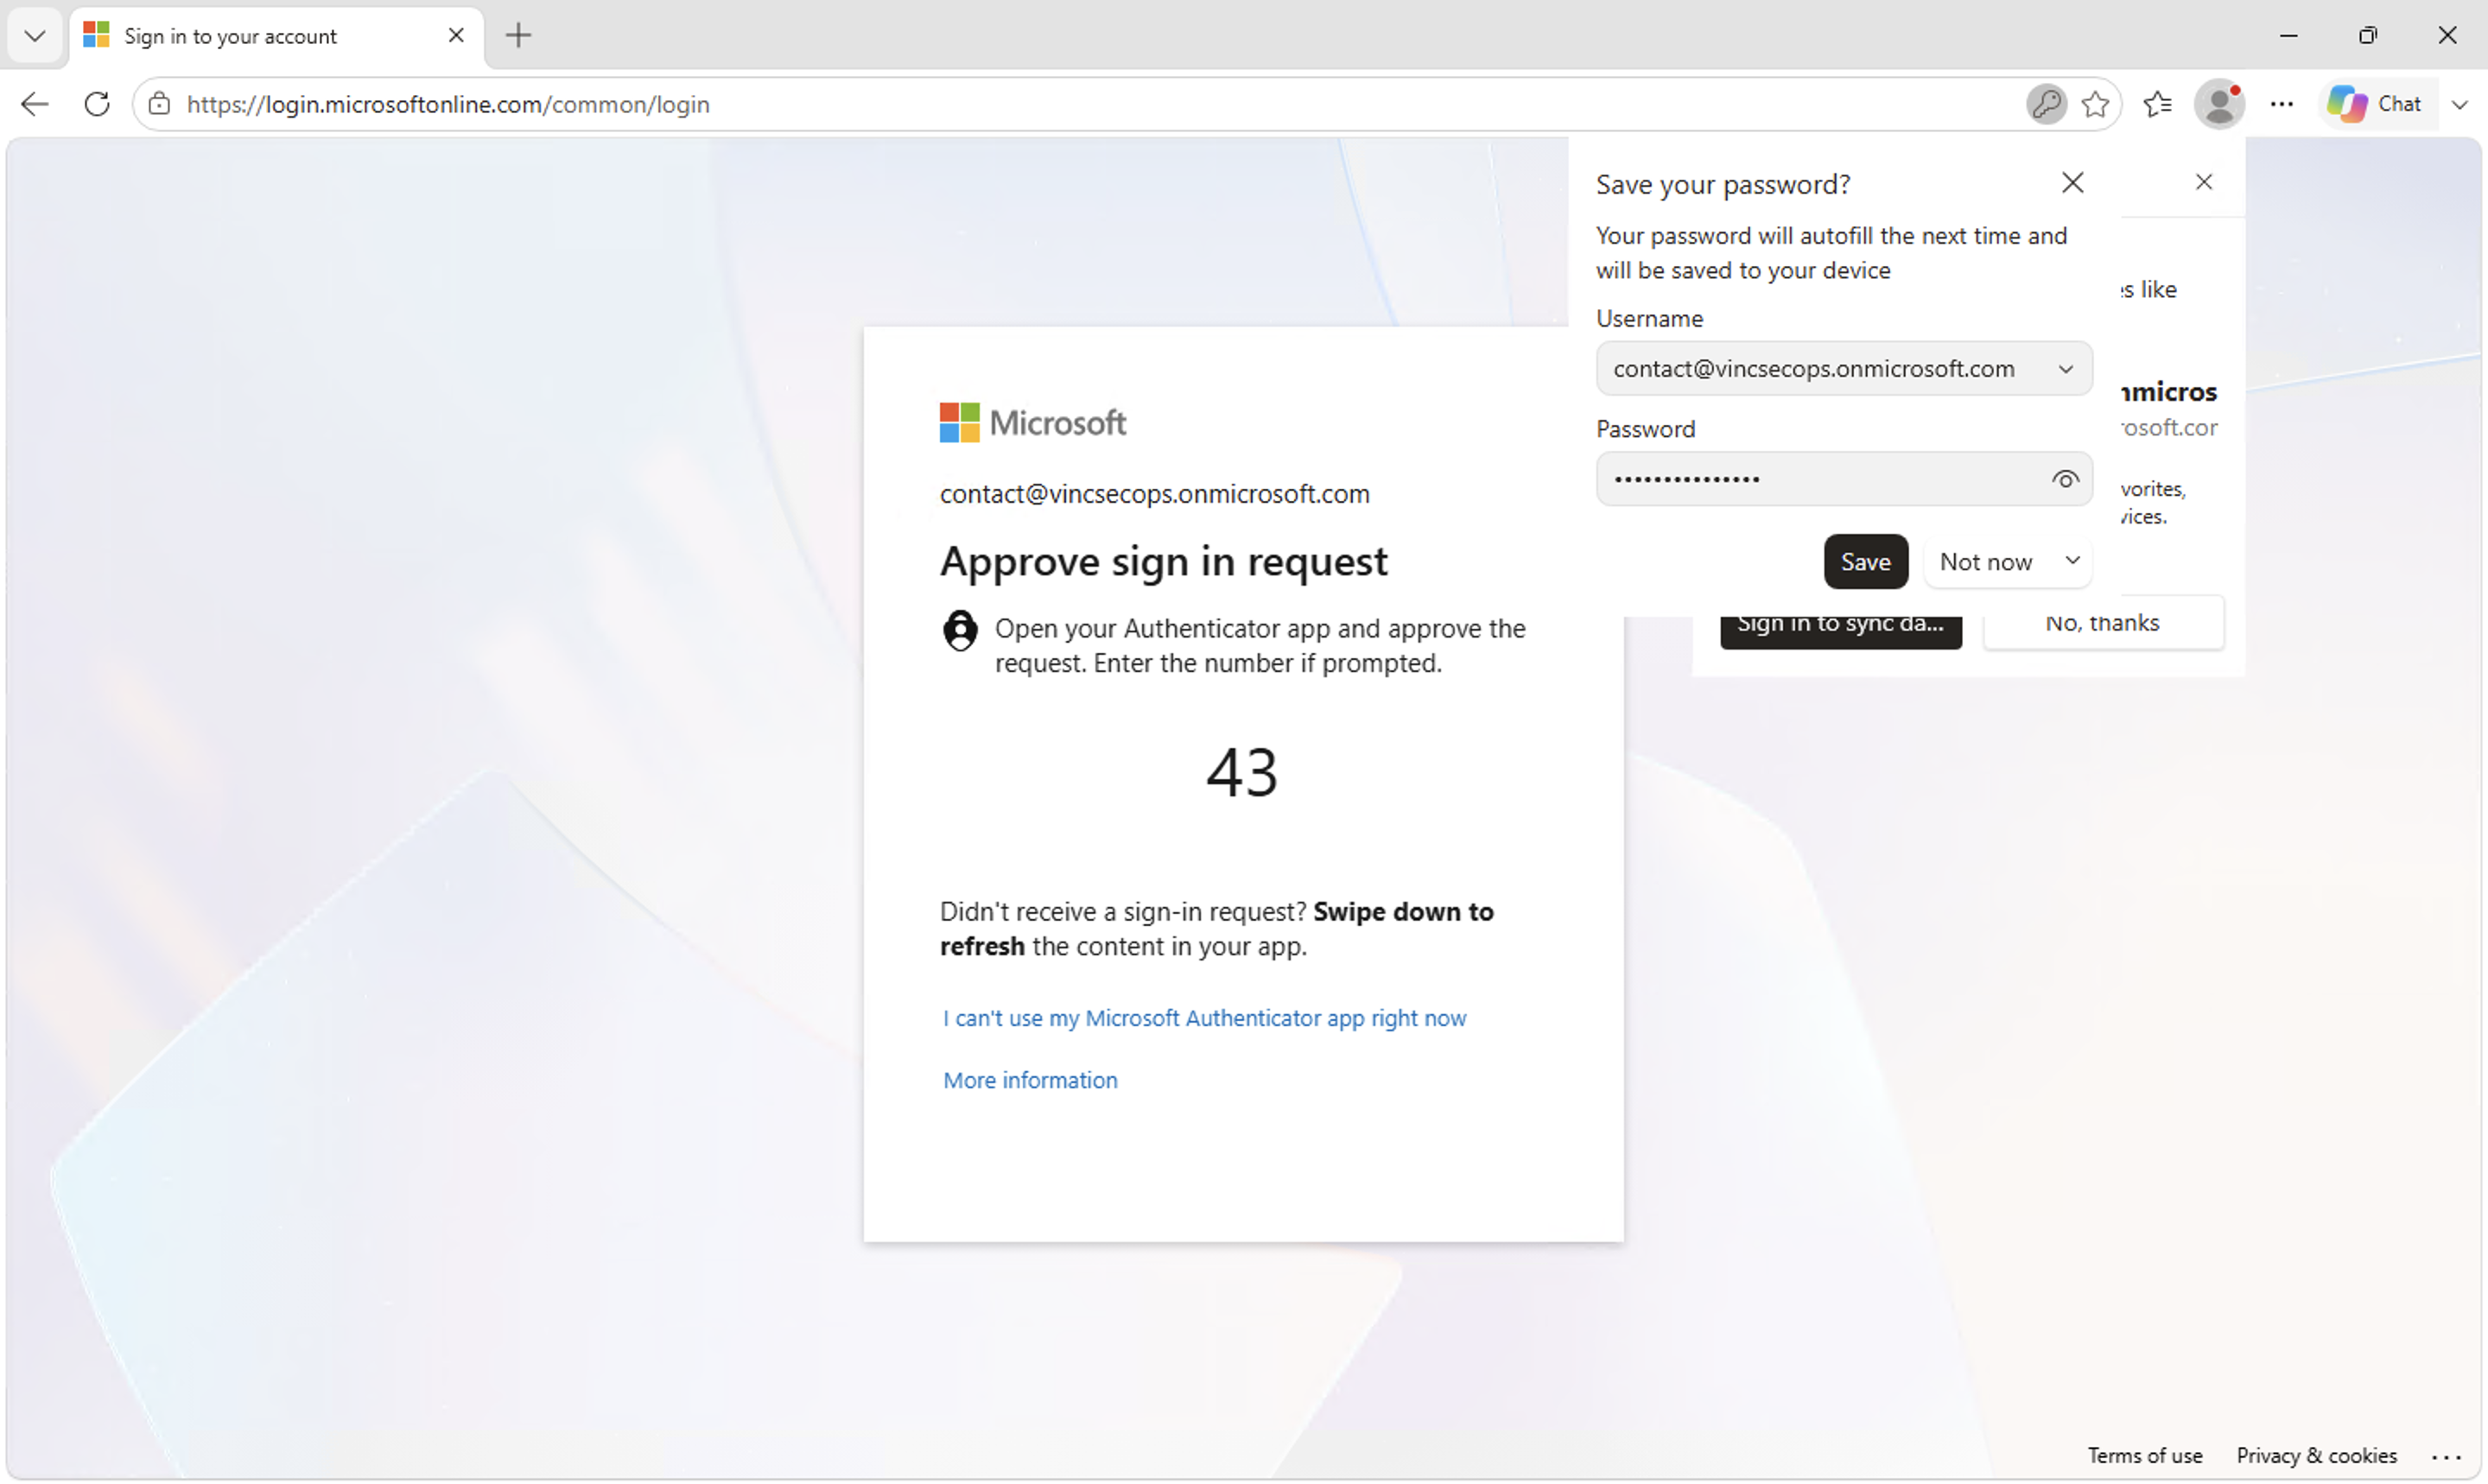 Sign in to your account
https://login.microsoftonline.com/common/login
Chat
Save your password?
Your password will autofill the next time and
will be saved to your device
Username
contact@vincsecops.onmicrosoft.com
Password
Save
Not now
like
vorites,
Sign in to sync da...
No, thanks
Microsoft
contact@vincsecops.onmicrosoft.com
Approve sign in request
Open your Authenticator app and approve the
request. Enter the number if prompted.
43
Didn't receive a sign-in request? Swipe down to
refresh the content in your app.
I can't use my Microsoft Authenticator app right now
More information
Terms of use
Privacy & cookies